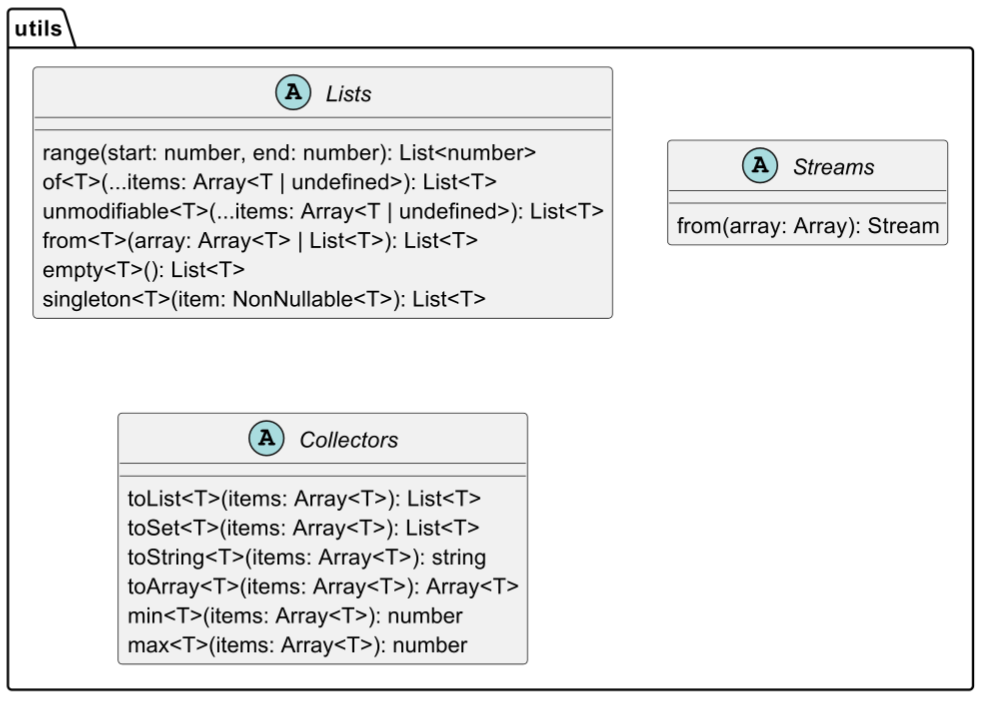 utils
A Lists
range(start: number, end: number): List<number>
of<T>(...items: Array<T | undefined>): List<T>
unmodifiable<T>(...items: Array<T | undefined>): List<T>
from<T>(array: Array<T> | List<T>): List<T>
empty<T>(): List<T>
singleton<T>(item: NonNullable<T>): List<T>
A Streams
from(array: Array): Stream
A Collectors
toList<T>(items: Array<T>): List<T>
toSet<T>(items: Array<T>): List<T>
toString<T>(items: Array<T>): string
toArray<T>(items: Array<T>): Array<T>
min<T>(items: Array<T>): number
max<T>(items: Array<T>): number